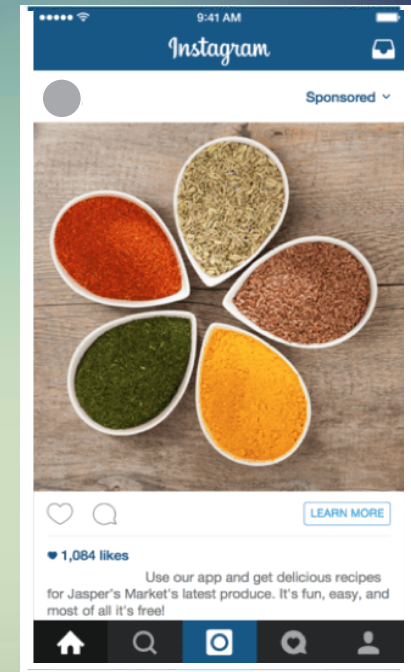 9:41 AM
Instagram
Sponsored
LEARN MORE
1,084 likes
Use our app and get delicious recipes
for Jasper's Market's latest produce. It's fun, easy, and
most of all it's free!